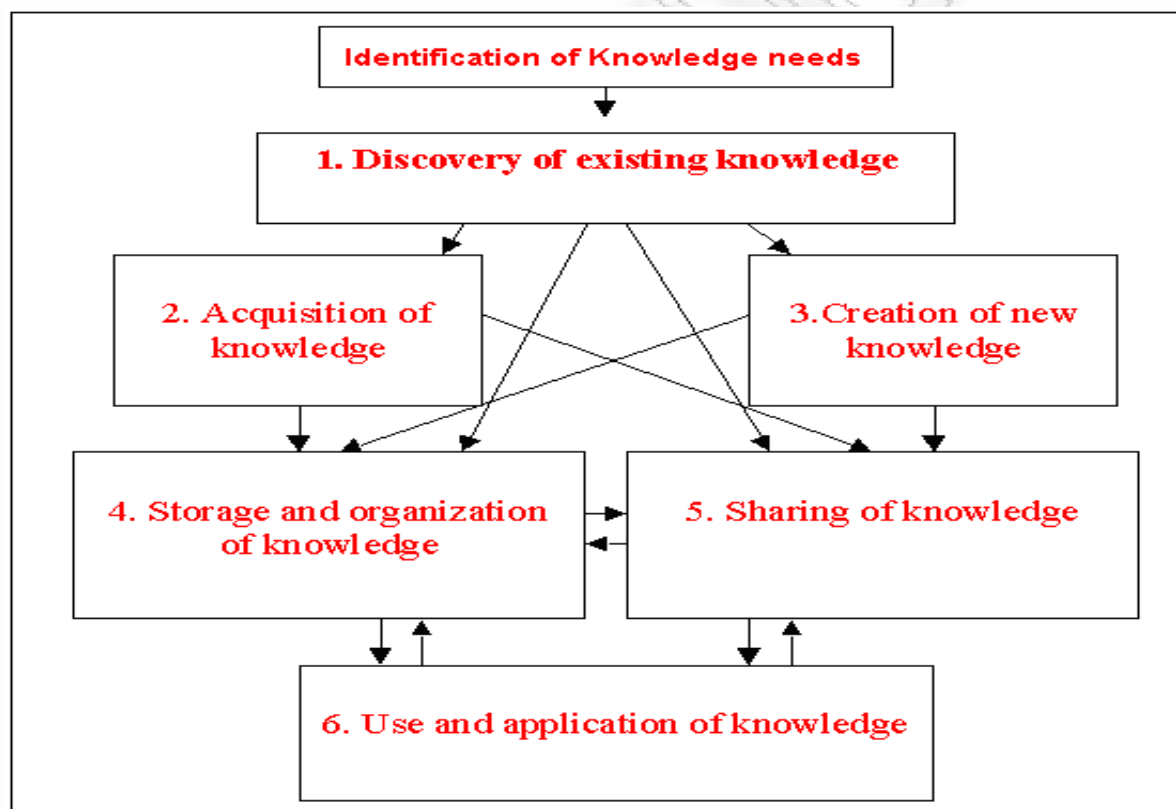 Identification of Knowledge needs
1. Discovery of existing knowledge
2. Acquisition of
knowledge
3.Creation of new
knowledge
4. Storage and organization
of knowledge
5. Sharing of knowledge
6. Use and application of knowledge